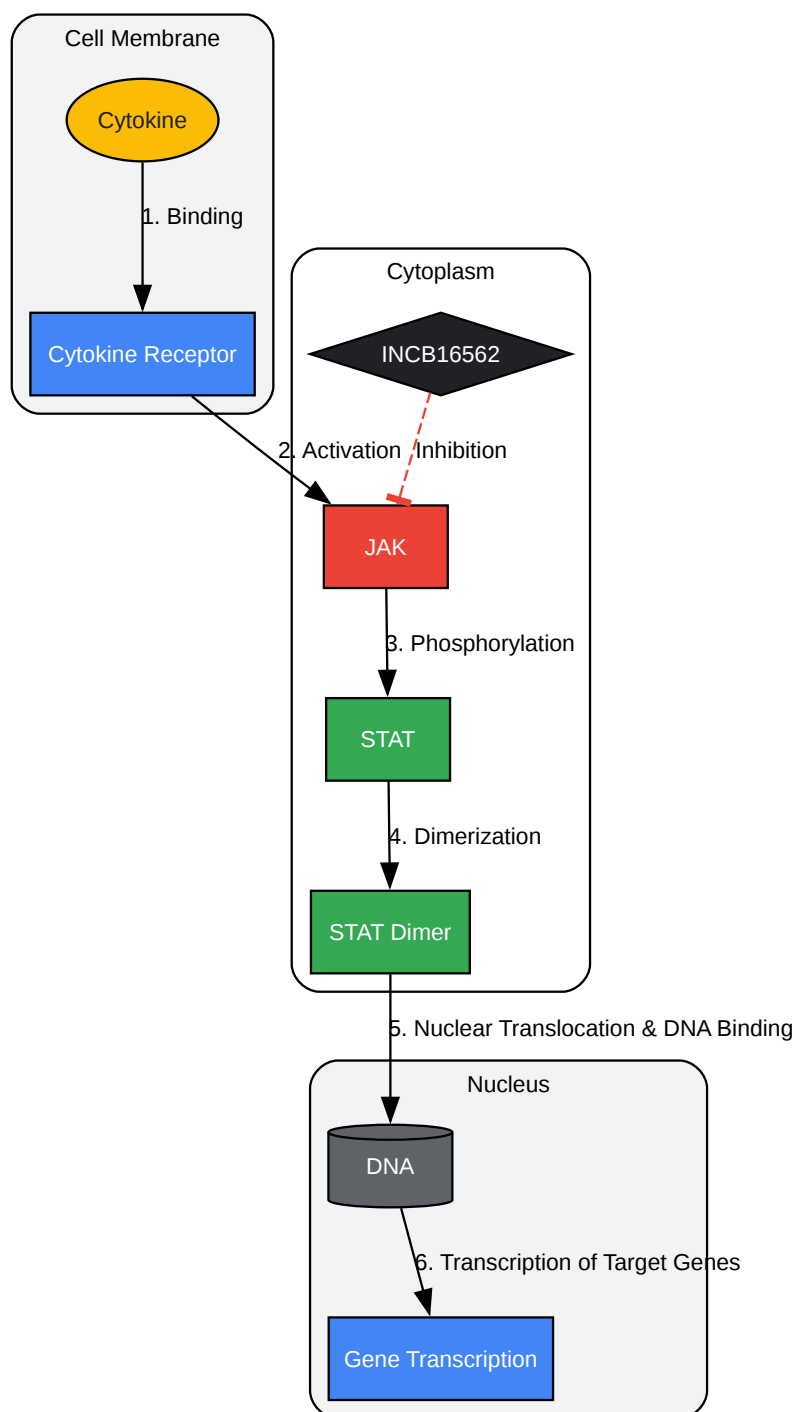 Cell Membrane
Cytokine
1. Binding
Cytokine Receptor
Cytoplasm
INCB16562
2. Activation
Inhibition
JAK
3. Phosphorylation
STAT
4. Dimerization
STAT Dimer
5. Nuclear Translocation & DNA Binding
Nucleus
DNA
6. Transcription of Target Genes
Gene Transcription